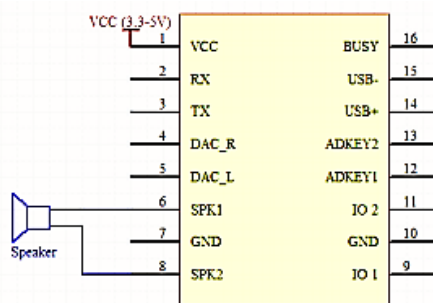 VCC (3.3-5V)
1 VCC BUSY 16
2 RX USB- 15
3 TX USB+ 14
4 DAC_R ADKEY2 13
5 DAC_L ADKEY1 12
6 SPK1 IO 2 11
7 GND GND 10
8 SPK2 IO 1 9
Speaker